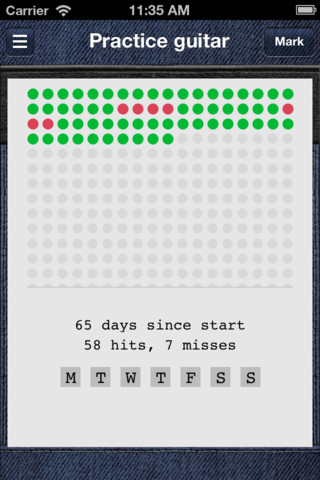 Carrier 11:35 AM
Practice guitar Mark
65 days since start
58 hits, 7 misses
M T W T F S S